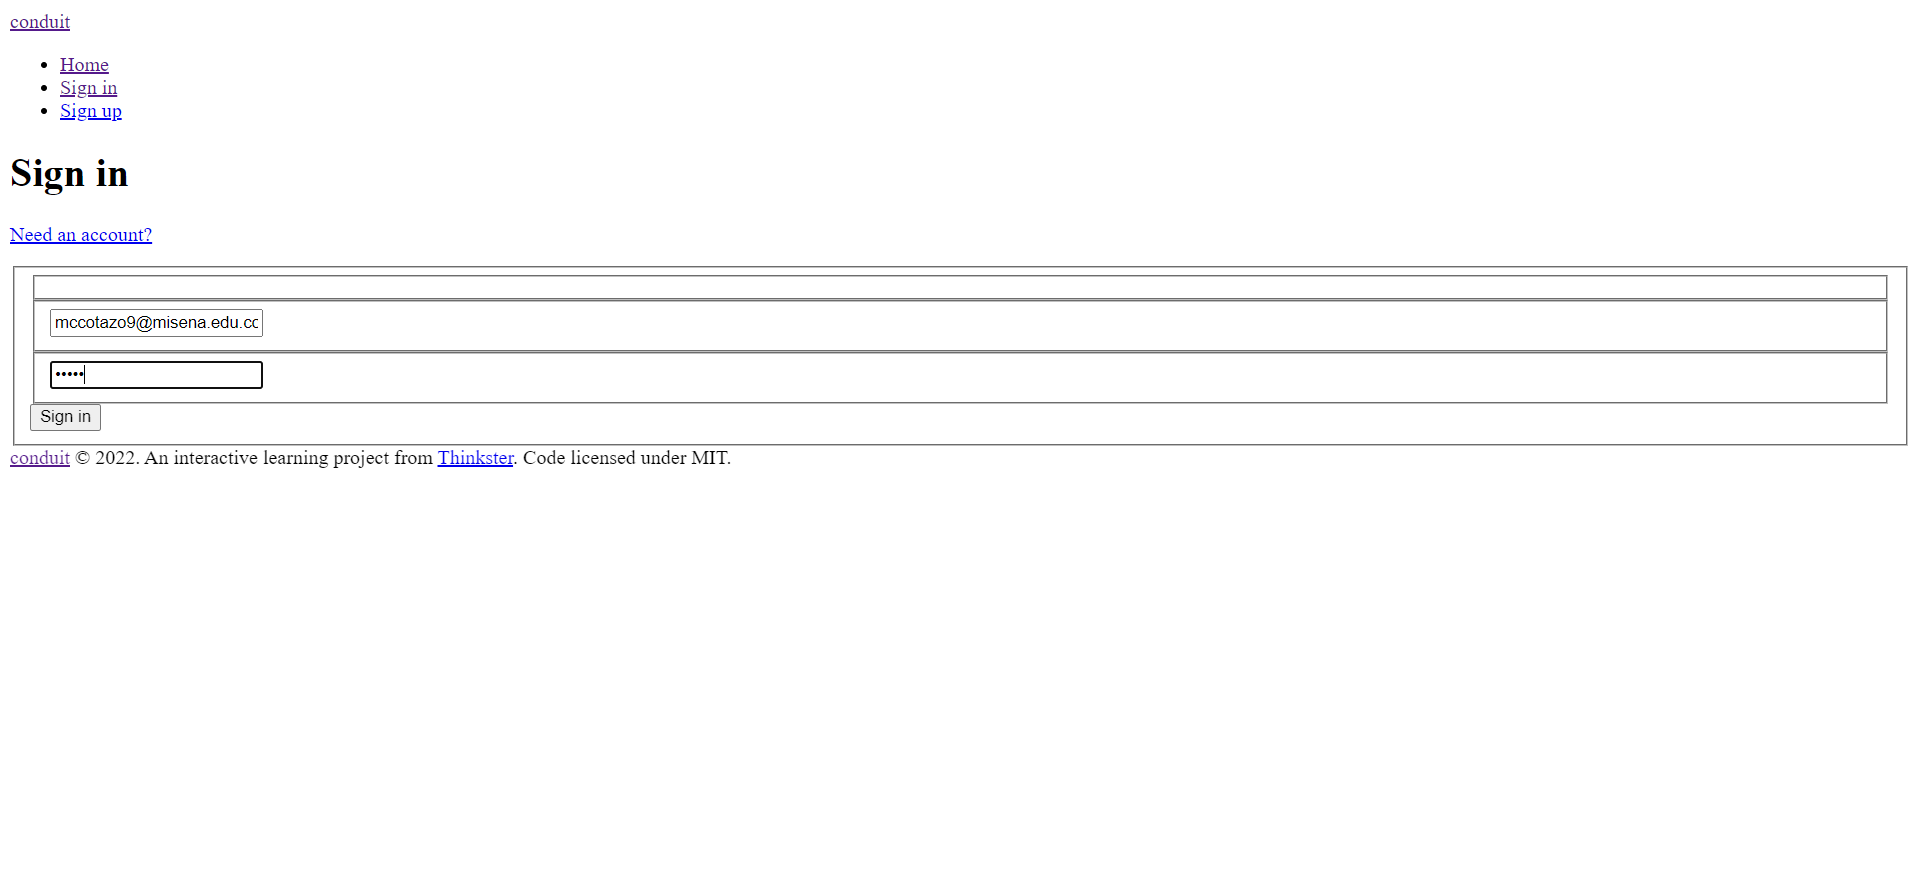 conduit
Home
Sign in
Sign up
Sign in
Need an account?
mccotazo9@misena.edu.cc
•••••
Sign in
conduit © 2022. An interactive learning project from Thinkster. Code licensed under MIT.